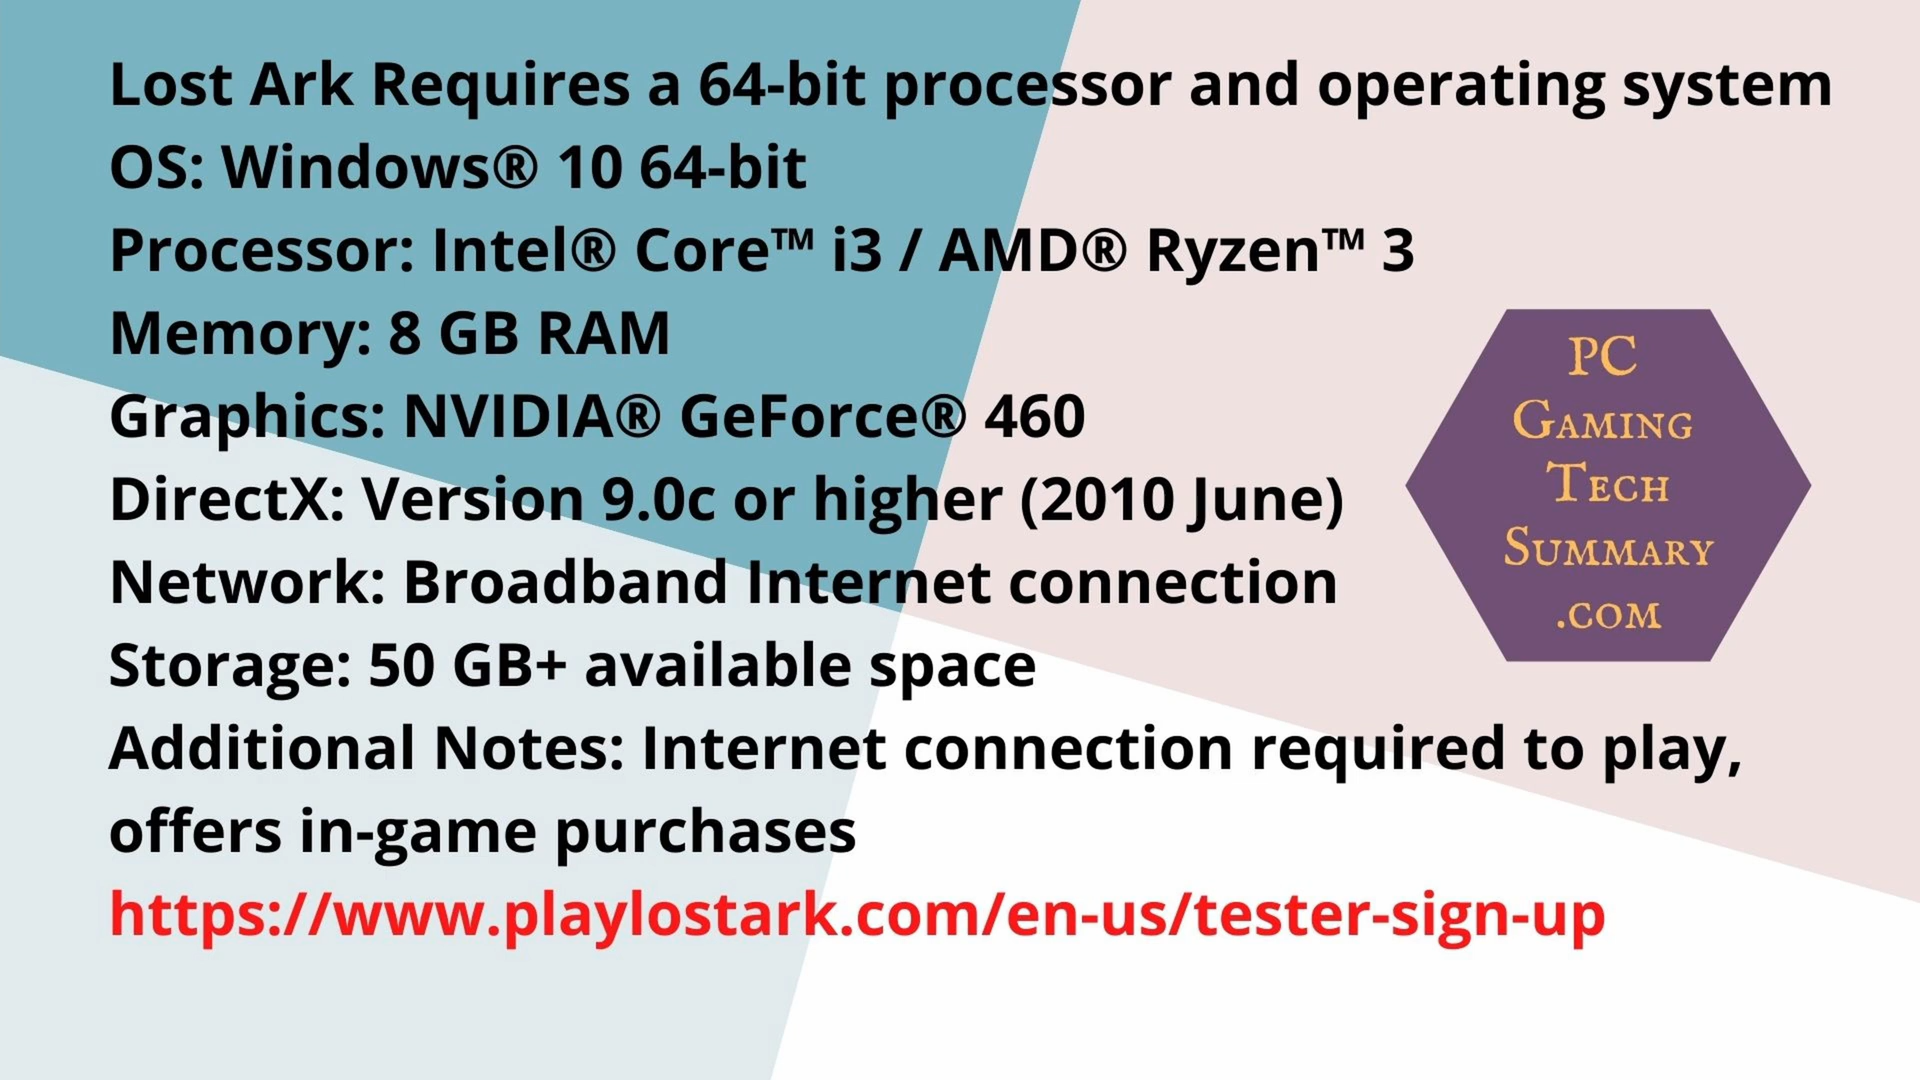 Lost Ark Requires a 64-bit processor and operating system
OS: Windows® 10 64-bit
Processor: Intel® Core™ i3 / AMD® Ryzen™ 3
Memory: 8 GB RAM
Graphics: NVIDIA® GeForce® 460
DirectX: Version 9.0c or higher (2010 June)
Network: Broadband Internet connection
Storage: 50 GB+ available space
Additional Notes: Internet connection required to play,
offers in-game purchases
https://www.playlostark.com/en-us/tester-sign-up
PC
Gaming
Tech
Summary
.com